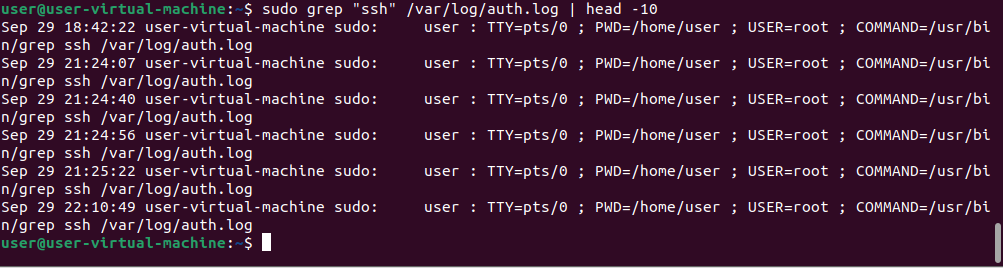 user@user-virtual-machine:~$ sudo grep "ssh" /var/log/auth.log | head -10
Sep 29 18:42:22 user-virtual-machine sudo:     user : TTY=pts/0 ; PWD=/home/user ; USER=root ; COMMAND=/usr/bi
n/grep ssh /var/log/auth.log
Sep 29 21:24:07 user-virtual-machine sudo:     user : TTY=pts/0 ; PWD=/home/user ; USER=root ; COMMAND=/usr/bi
n/grep ssh /var/log/auth.log
Sep 29 21:24:40 user-virtual-machine sudo:     user : TTY=pts/0 ; PWD=/home/user ; USER=root ; COMMAND=/usr/bi
n/grep ssh /var/log/auth.log
Sep 29 21:24:56 user-virtual-machine sudo:     user : TTY=pts/0 ; PWD=/home/user ; USER=root ; COMMAND=/usr/bi
n/grep ssh /var/log/auth.log
Sep 29 21:25:22 user-virtual-machine sudo:     user : TTY=pts/0 ; PWD=/home/user ; USER=root ; COMMAND=/usr/bi
n/grep ssh /var/log/auth.log
Sep 29 22:10:49 user-virtual-machine sudo:     user : TTY=pts/0 ; PWD=/home/user ; USER=root ; COMMAND=/usr/bi
n/grep ssh /var/log/auth.log
user@user-virtual-machine:~$